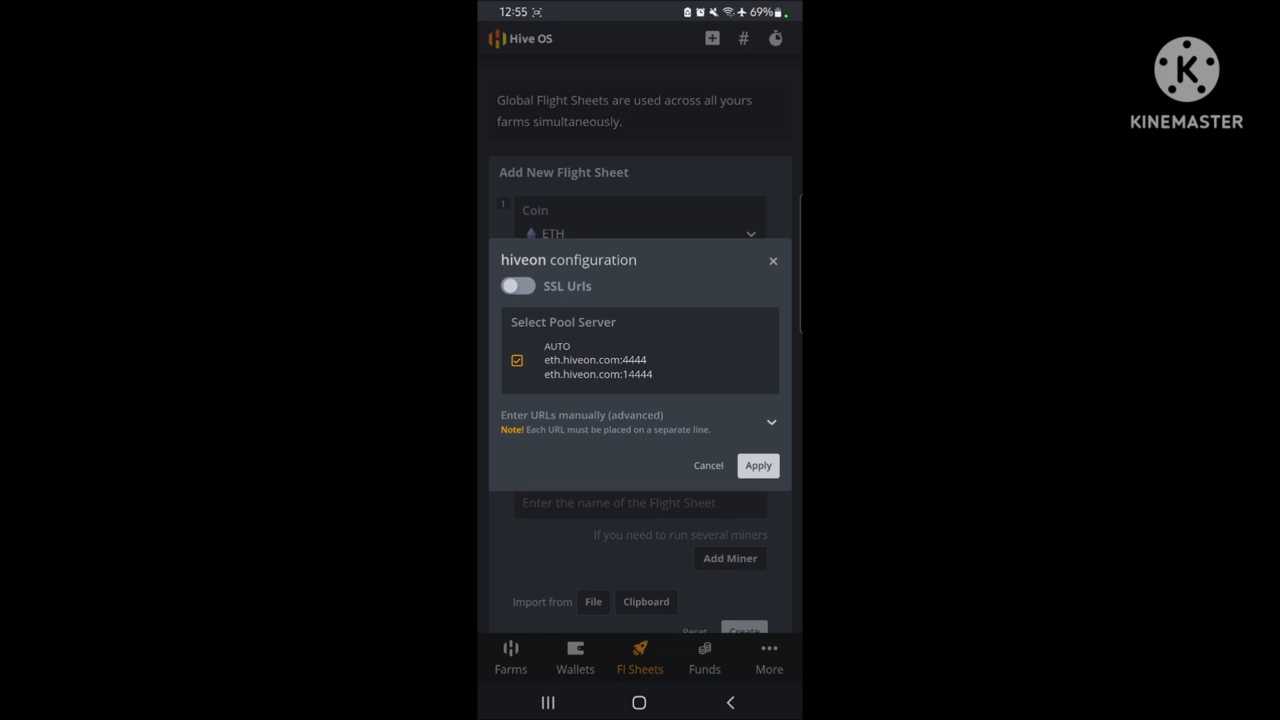 12:55
69%
Hive OS
Global Flight Sheets are used across all yours
farms simultaneously.
Add New Flight Sheet
1
Coin
ETH
hiveon configuration
SSL Urls
Select Pool Server
AUTO
eth.hiveon.com:4444
eth.hiveon.com:14444
Enter URLs manually (advanced)
Note! Each URL must be placed on a separate line.
Cancel
Apply
Enter the name of the Flight Sheet
If you need to run several miners
Add Miner
Import from
File
Clipboard
Reset
Create
Farms
Wallets
Fl Sheets
Funds
More
K
KINEMASTER